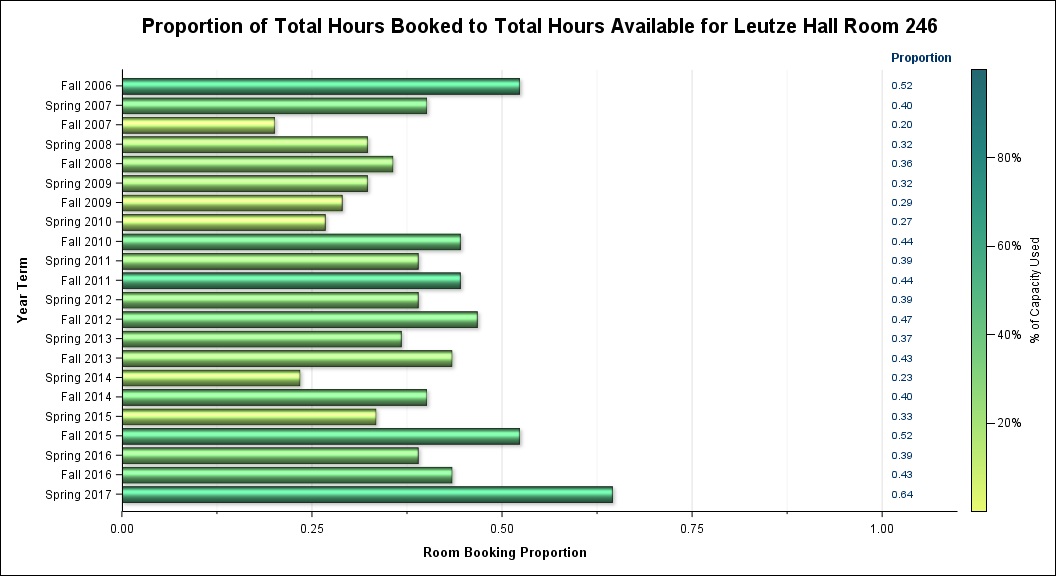 Proportion of Total Hours Booked to Total Hours Available for Leutze Hall Room 246
Proportion
Fall 2006 0.52
Spring 2007 0.40
Fall 2007 0.20
Spring 2008 0.32
Fall 2008 0.36
Spring 2009 0.32
Fall 2009 0.29
Spring 2010 0.27
Fall 2010 0.44
Spring 2011 0.39
Fall 2011 0.44
Spring 2012 0.39
Fall 2012 0.47
Spring 2013 0.37
Fall 2013 0.43
Spring 2014 0.23
Fall 2014 0.40
Spring 2015 0.33
Fall 2015 0.52
Spring 2016 0.39
Fall 2016 0.43
Spring 2017 0.64
Year Term
0.00 0.25 0.50 0.75 1.00
Room Booking Proportion
80%
60%
40%
20%
% of Capacity Used